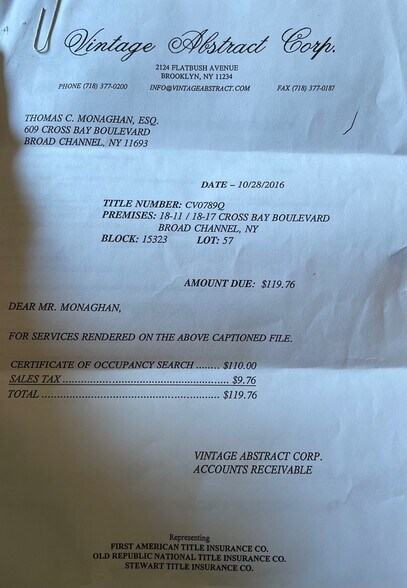 Vintage Abstract Corp.
2124 FLATBUSH AVENUE
BROOKLYN, NY 11234
PHONE (718) 377-0200 INFO@VINTAGEABSTRACT.COM FAX (718) 377-0187
THOMAS C. MONAGHAN, ESQ.
609 CROSS BAY BOULEVARD
BROAD CHANNEL, NY 11693
DATE – 10/28/2016
TITLE NUMBER: CV0789Q
PREMISES: 18-11 / 18-17 CROSS BAY BOULEVARD
BROAD CHANNEL, NY
BLOCK: 15323 LOT: 57
AMOUNT DUE: $119.76
DEAR MR. MONAGHAN,
FOR SERVICES RENDERED ON THE ABOVE CAPTIONED FILE.
CERTIFICATE OF OCCUPANCY SEARCH ........ $110.00
SALES TAX ........................................................ $9.76
TOTAL ............................................................ $119.76
VINTAGE ABSTRACT CORP.
ACCOUNTS RECEIVABLE
Representing
FIRST AMERICAN TITLE INSURANCE CO.
OLD REPUBLIC NATIONAL TITLE INSURANCE CO.
STEWART TITLE INSURANCE CO.